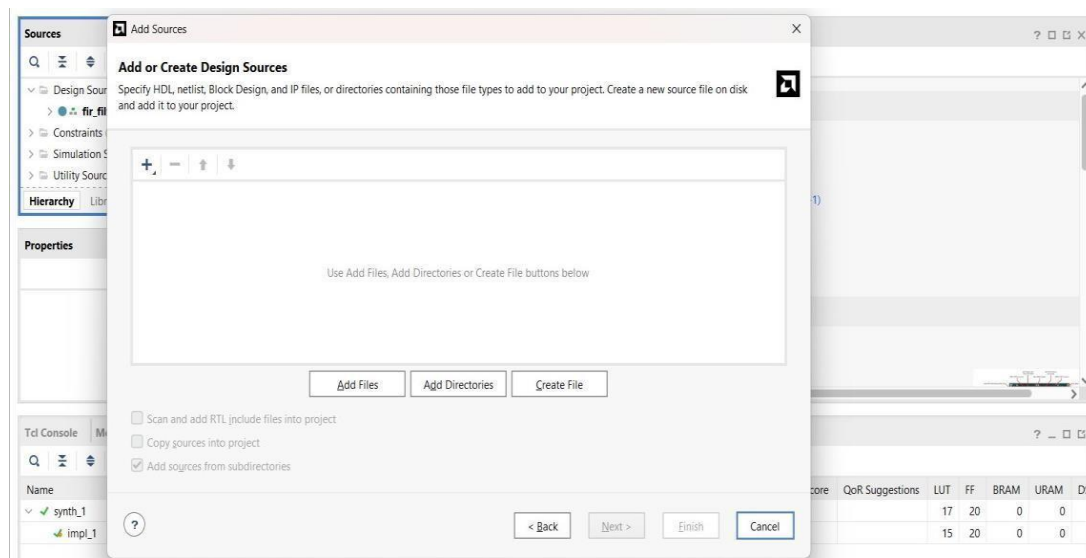 Sources
Add Sources
Add or Create Design Sources
Specify HDL, netlist, Block Design, and IP files, or directories containing those file types to add to your project. Create a new source file on disk
and add it to your project.
Design Sour
fir_fil
Constraints
Simulation S
Utility Sourc
Hierarchy Libr
-1)
Properties
Use Add Files, Add Directories or Create File buttons below
Add Files Add Directories Create File
Scan and add RTL include files into project
Copy sources into project
Add sources from subdirectories
Tcl Console
Name
core QoR Suggestions LUT FF BRAM URAM
synth_1 17 20 0 0
impl_1 15 20 0 0
? < Back Next > Finish Cancel